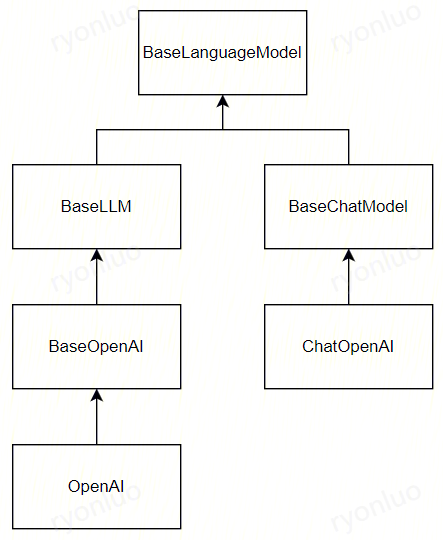 ryonluo
ryonluo
BaseLanguageModel
BaseLLM
BaseChatModel
ryonluo
ryonluo
BaseOpenAI
ChatOpenAI
OpenAI
ryonluo
ryonluo